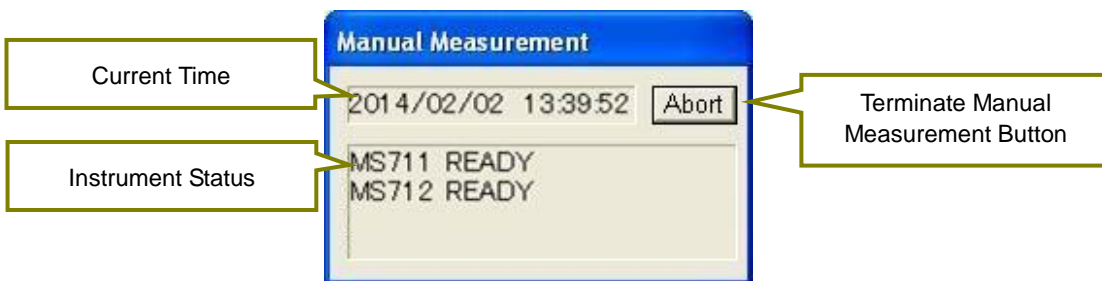 Manual Measurement
Current Time
2014/02/02 13:39:52
Abort
Terminate Manual
Measurement Button
Instrument Status
MS711 READY
MS712 READY